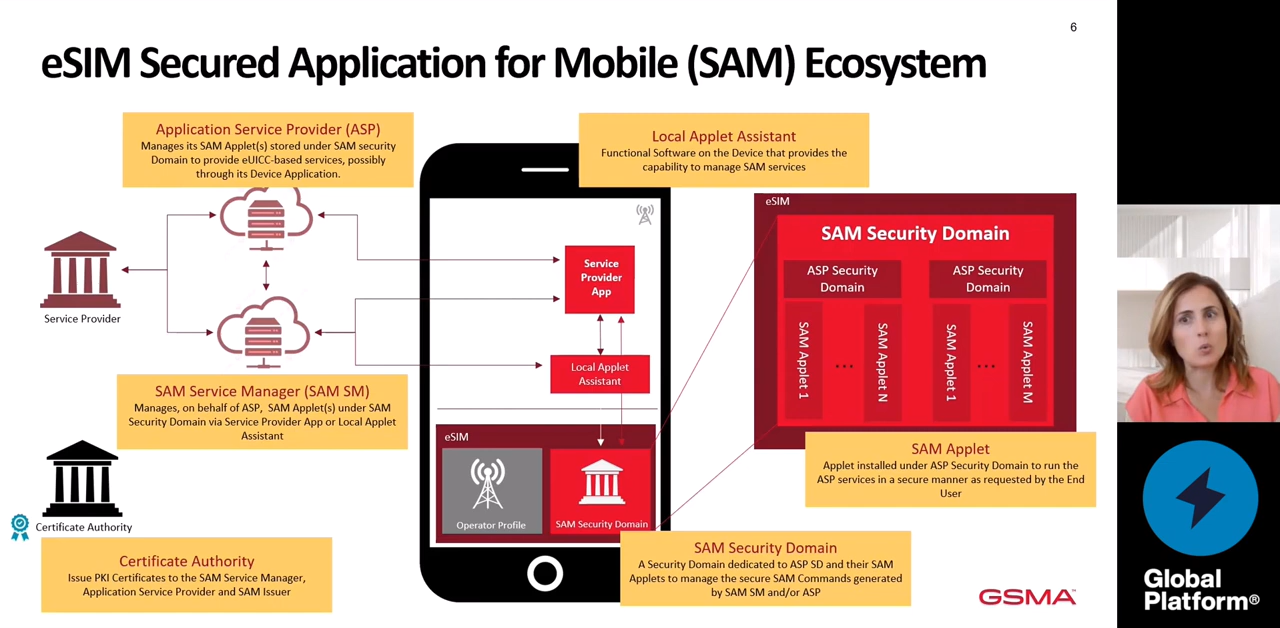 6
eSIM Secured Application for Mobile (SAM) Ecosystem
Application Service Provider (ASP)
Manages its SAM Applet(s) stored under SAM security
Domain to provide eUICC-based services, possibly
through its Device Application.
Local Applet Assistant
Functional Software on the Device that provides the
capability to manage SAM services
Service Provider
SAM Service Manager (SAM SM)
Manages, on behalf of ASP, SAM Applet(s) under SAM
Security Domain via Service Provider App or Local Applet
Assistant
Certificate Authority
Certificate Authority
Issue PKI Certificates to the SAM Service Manager,
Application Service Provider and SAM Issuer
Service
Provider
App
Local Applet
Assistant
eSIM
Operator Profile
SAM Security Domain
eSIM
SAM Security Domain
ASP Security
Domain
ASP Security
Domain
SAM Applet 1
...
SAM Applet N
SAM Applet 1
...
SAM Applet M
SAM Applet
Applet installed under ASP Security Domain to run the
ASP services in a secure manner as requested by the End
User
SAM Security Domain
A Security Domain dedicated to ASP SD and their SAM
Applets to manage the secure SAM Commands generated
by SAM SM and/or ASP
GSMA™
Global
Platform®